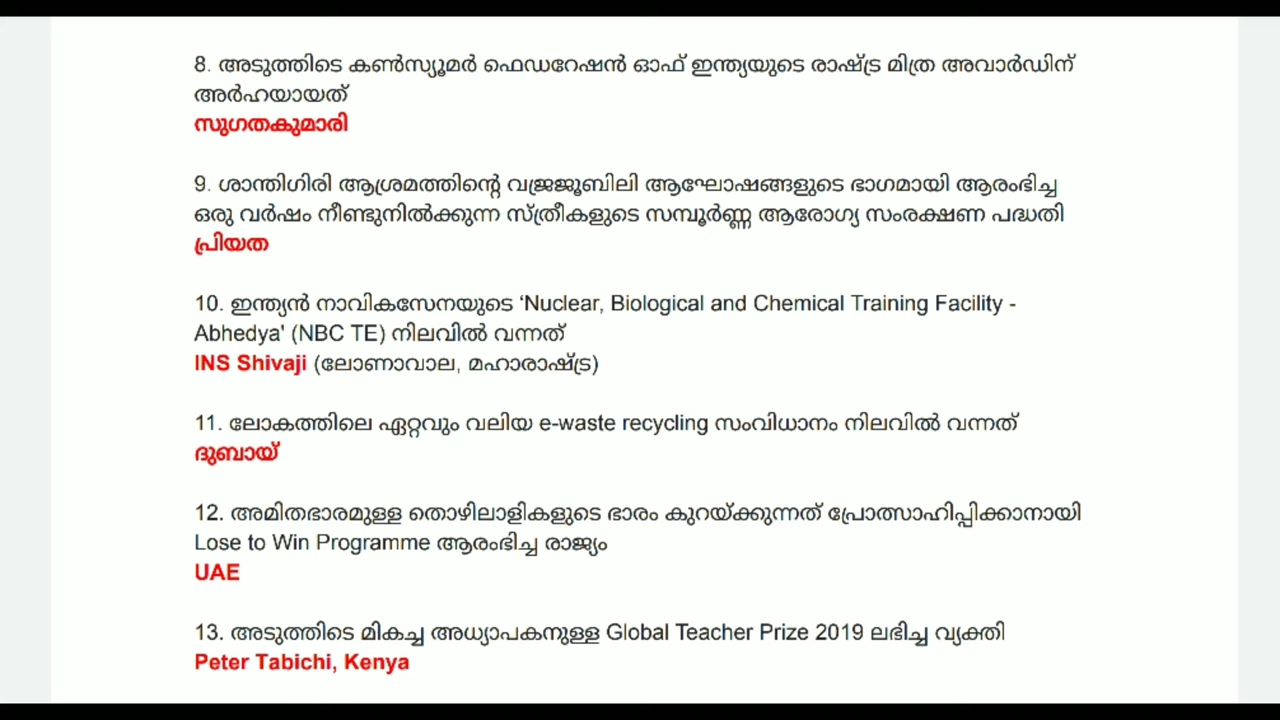 8. അടുത്തിടെ കൺസ്യൂമർ ഫെഡറേഷൻ ഓഫ് ഇന്ത്യയുടെ രാഷ്ട്ര മിത്ര അവാർഡിന്
അർഹയായത്
സുഗതകുമാരി
9. ശാന്തിഗിരി ആശ്രമത്തിന്റെ വജ്രജൂബിലി ആഘോഷങ്ങളുടെ ഭാഗമായി ആരംഭിച്ച
ഒരു വർഷം നീണ്ടുനിൽക്കുന്ന സ്ത്രീകളുടെ സമ്പൂർണ്ണ ആരോഗ്യ സംരക്ഷണ പദ്ധതി
പ്രിയത
10. ഇന്ത്യൻ നാവികസേനയുടെ ‘Nuclear, Biological and Chemical Training Facility -
Abhedya' (NBC TE) നിലവിൽ വന്നത്
INS Shivaji (ലോണാവാല, മഹാരാഷ്ട്ര)
11. ലോകത്തിലെ ഏറ്റവും വലിയ e-waste recycling സംവിധാനം നിലവിൽ വന്നത്
ദുബായ്
12. അമിതഭാരമുള്ള തൊഴിലാളികളുടെ ഭാരം കുറയ്ക്കുന്നത് പ്രോത്സാഹിപ്പിക്കാനായി
Lose to Win Programme ആരംഭിച്ച രാജ്യം
UAE
13. അടുത്തിടെ മികച്ച അധ്യാപകനുള്ള Global Teacher Prize 2019 ലഭിച്ച വ്യക്തി
Peter Tabichi, Kenya